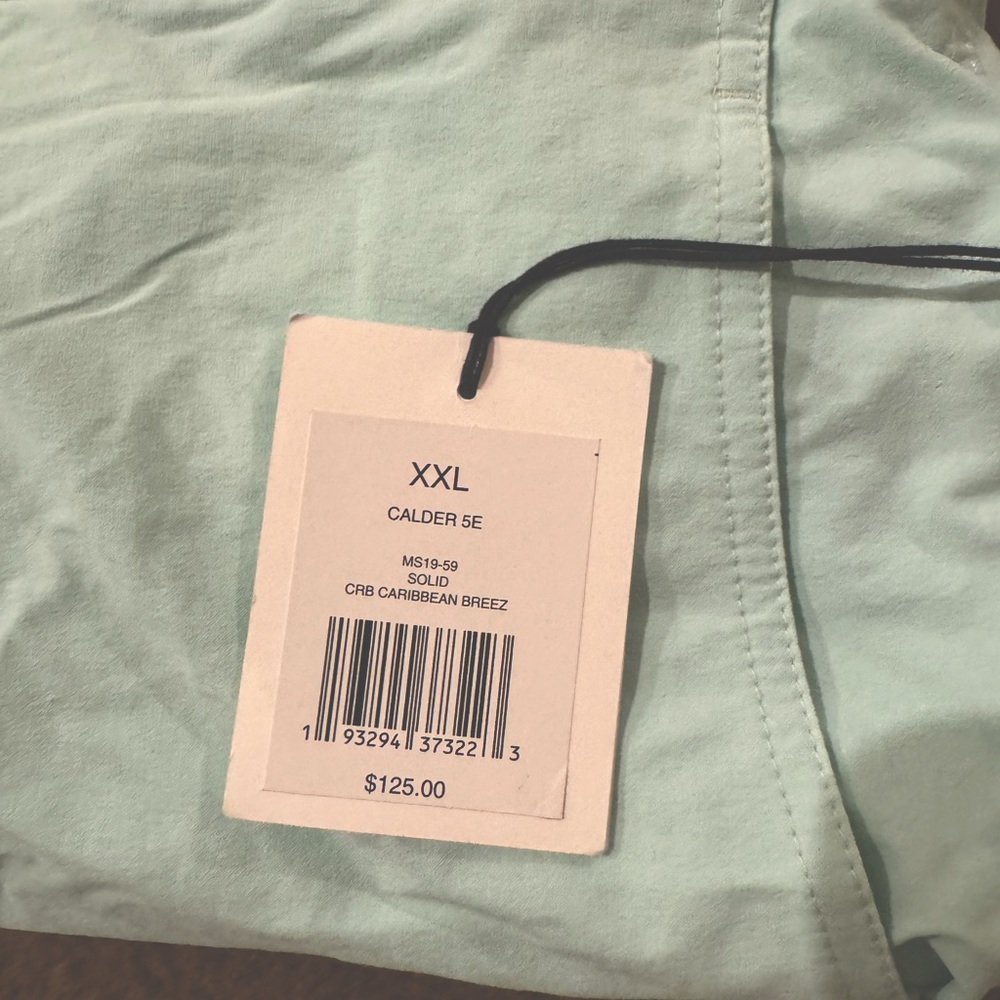 XXL
CALDER 5E
MS19-59
SOLID
CRB CARIBBEAN BREEZ
1 93294 37322 3
$125.00